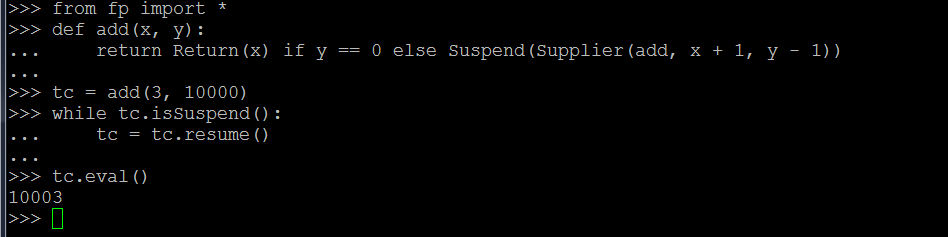 >>> from fp import *
>>> def add(x, y):
...     return Return(x) if y == 0 else Suspend(Supplier(add, x + 1, y - 1))
...
>>> tc = add(3, 10000)
>>> while tc.isSuspend():
...     tc = tc.resume()
...
>>> tc.eval()
10003
>>>